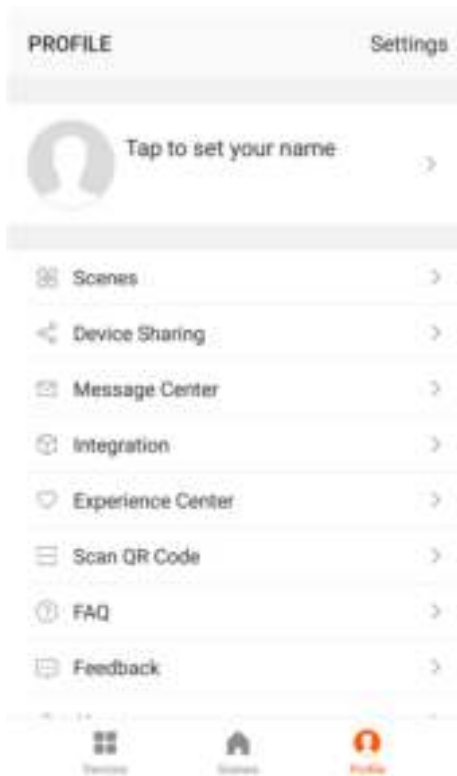 PROFILE Settings
Tap to set your name
Scenes
Device Sharing
Message Center
Integration
Experience Center
Scan QR Code
FAQ
Feedback
Profile